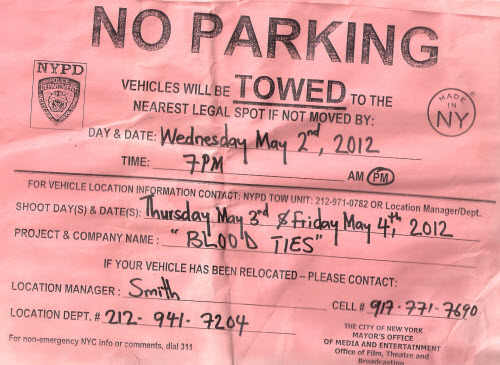 NO PARKING
NYPD
POLICE DEPARTMENT
VEHICLES WILL BE TOWED TO THE
NEAREST LEGAL SPOT IF NOT MOVED BY:
MADE IN NY
DAY & DATE: Wednesday May 2nd, 2012
TIME: 7PM AM PM
FOR VEHICLE LOCATION INFORMATION CONTACT: NYPD TOW UNIT: 212-971-0782 OR Location Manager/Dept.
SHOOT DAY(S) & DATE(S): Thursday May 3rd & Friday May 4th, 2012
PROJECT & COMPANY NAME: "BLOOD TIES"
IF YOUR VEHICLE HAS BEEN RELOCATED – PLEASE CONTACT:
LOCATION MANAGER: Smith CELL # 917-771-7690
LOCATION DEPT. # 212-941-7204
For non-emergency NYC info or comments, dial 311
THE CITY OF NEW YORK
MAYOR'S OFFICE
OF MEDIA AND ENTERTAINMENT
Office of Film, Theatre and
Broadcasting